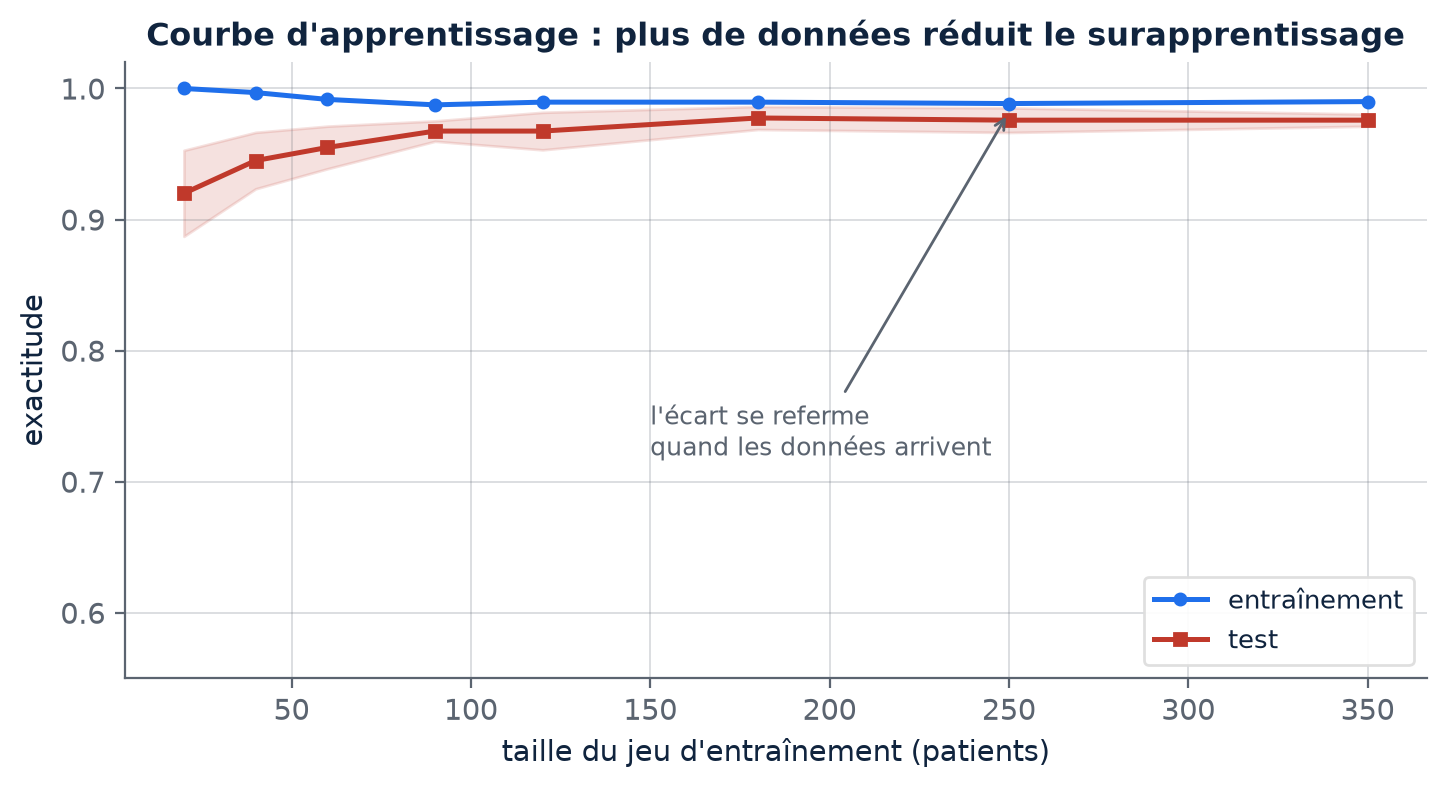 Courbe d'apprentissage : plus de données réduit le surapprentissage
1.0
0.9
0.8
0.7
0.6
exactitude
l'écart se referme
quand les données arrivent
entraînement
test
50 100 150 200 250 300 350
taille du jeu d'entraînement (patients)